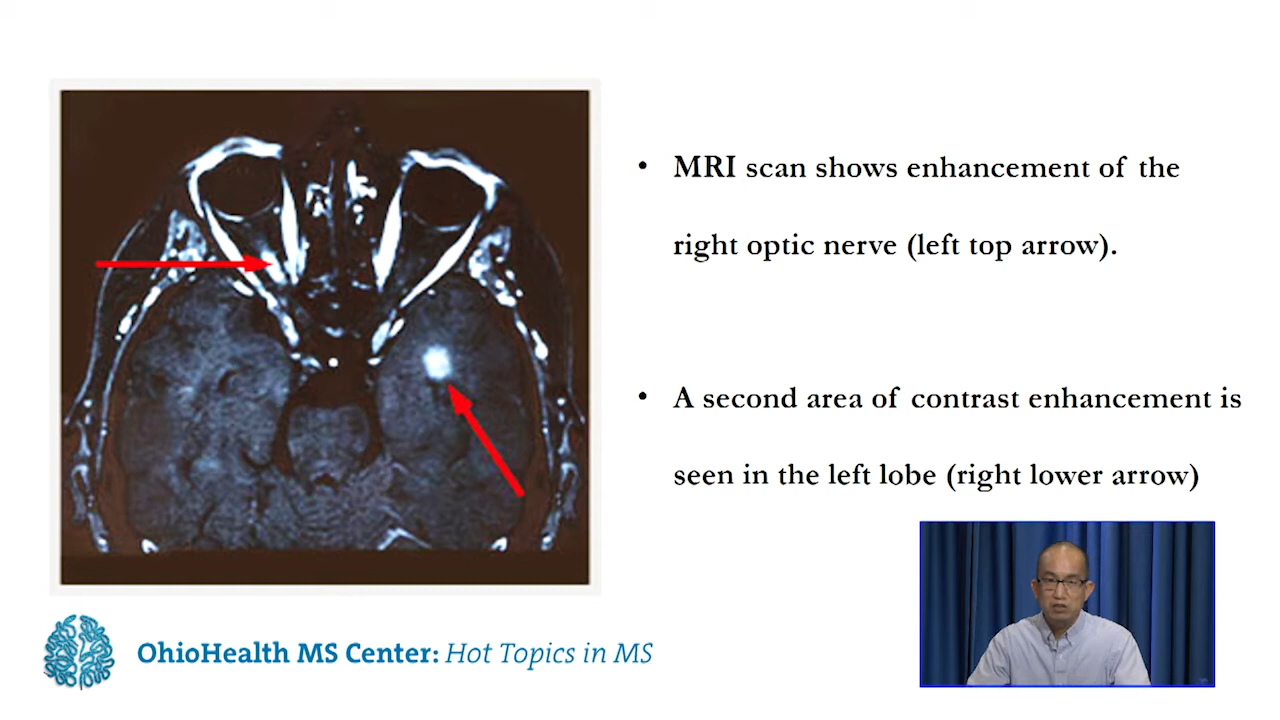 • MRI scan shows enhancement of the
right optic nerve (left top arrow).
• A second area of contrast enhancement is
seen in the left lobe (right lower arrow)
OhioHealth MS Center: Hot Topics in MS